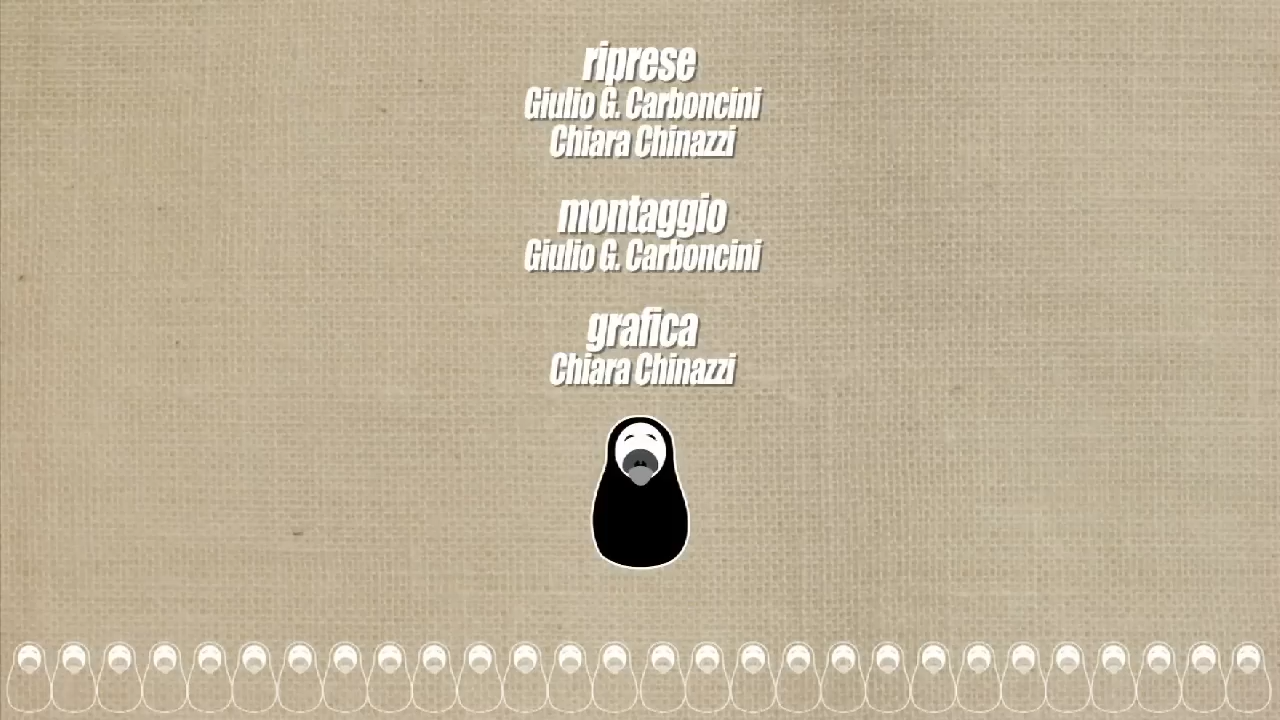 riprese
Giulio G. Carboncini
Chiara Chinazzi
montaggio
Giulio G. Carboncini
grafica
Chiara Chinazzi